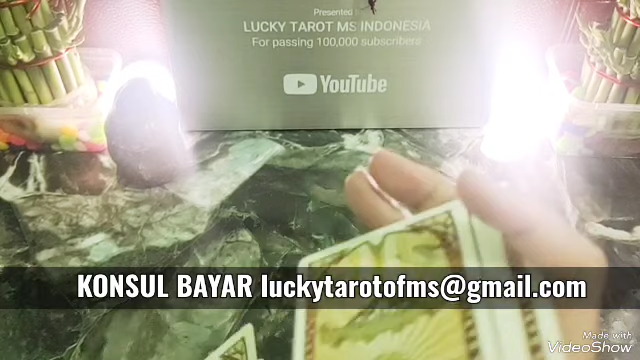 Presented
LUCKY TAROT MS INDONESIA
For passing 100,000 subscribers
YouTube
KONSUL BAYAR luckytarotofms@gmail.com
Made with
VideoShow